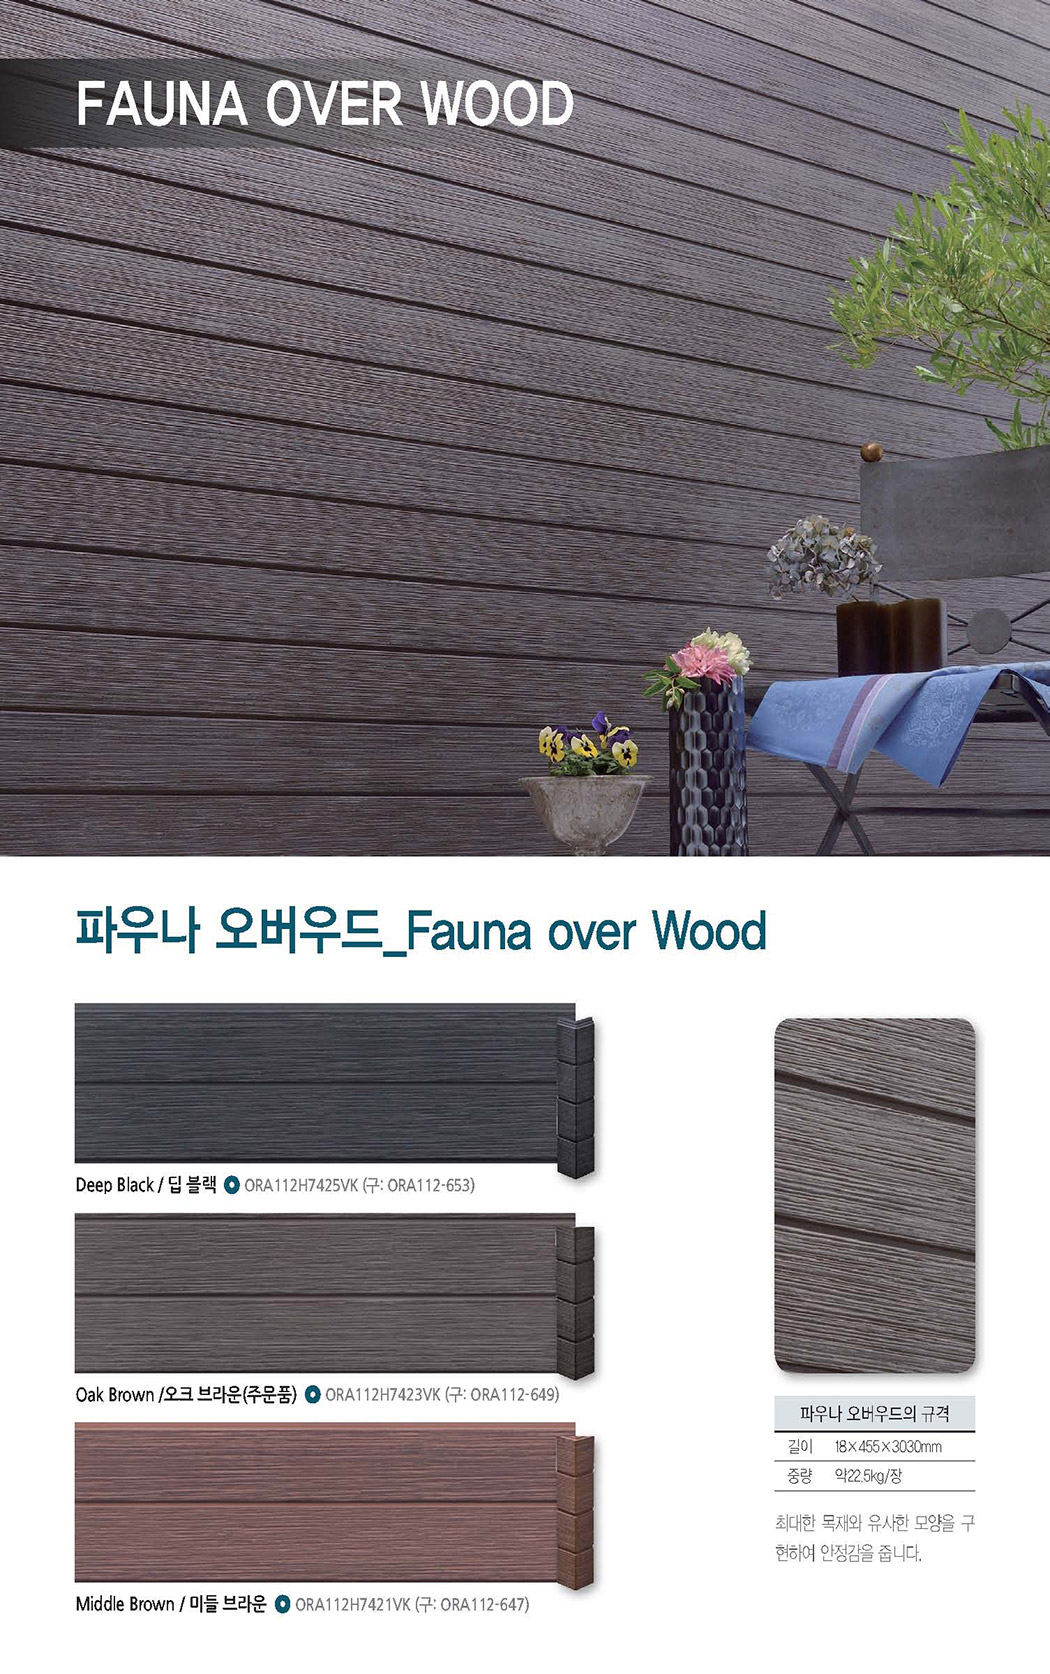 FAUNA OVER WOOD
파우나 오버우드_Fauna over Wood
Deep Black / 딥 블랙 ORA112H7425VK (구: ORA112-653)
Oak Brown /오크 브라운(주문품) ORA112H7423VK (구: ORA112-649)
Middle Brown / 미들 브라운 ORA112H7421VK (구: ORA112-647)
파우나 오버우드의 규격
길이 18×455×3030mm
중량 약22.5kg/장
최대한 목재와 유사한 모양을 구
현하여 안정감을 줍니다.